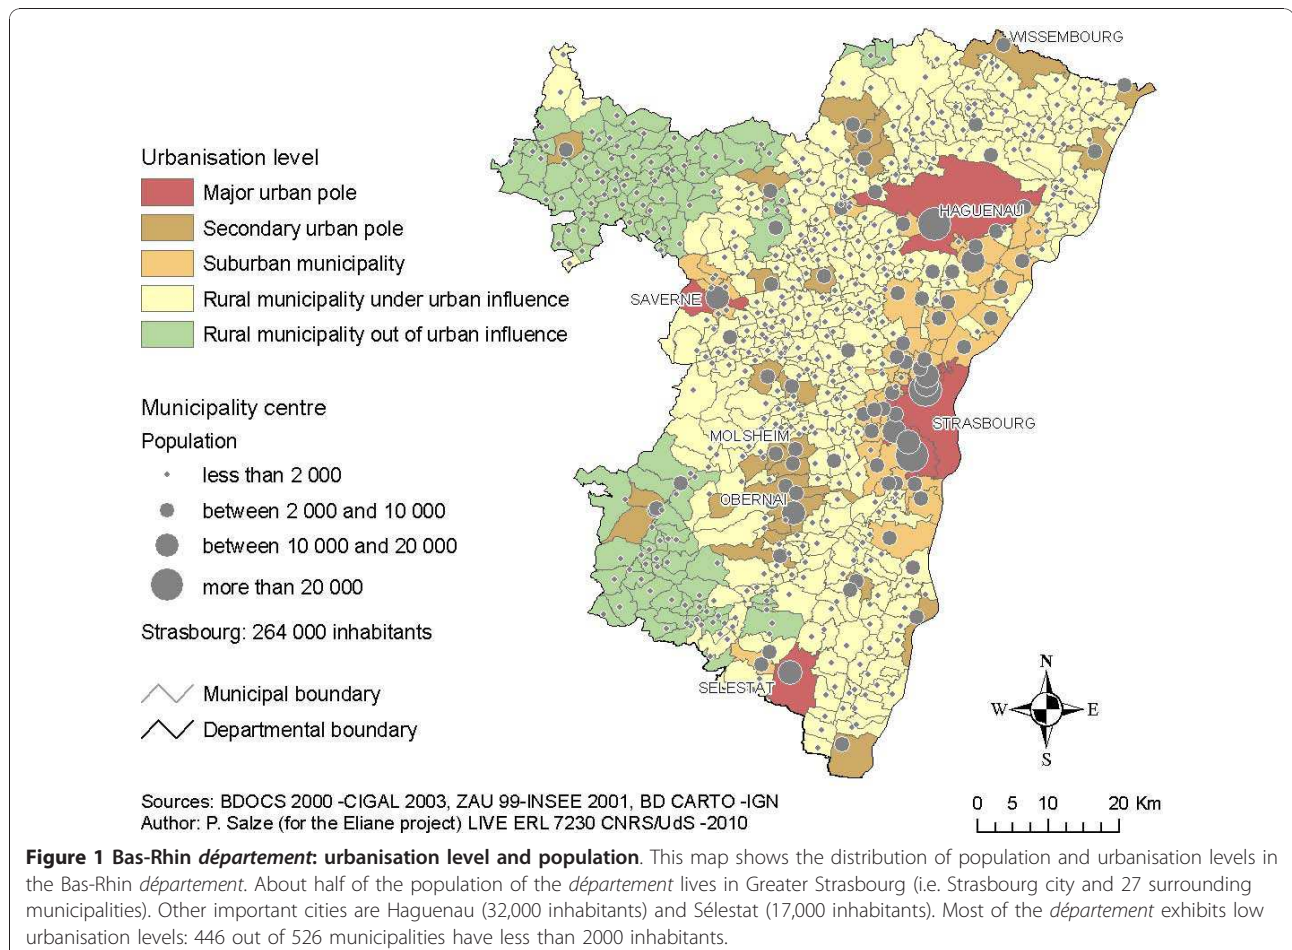 WISSEMBOURG
Urbanisation level
Major urban pole
Secondary urban pole
Suburban municipality
Rural municipality under urban influence
Rural municipality out of urban influence
HAGUENAU
SAVERNE
Municipality centre
Population
less than 2 000
between 2 000 and 10 000
between 10 000 and 20 000
more than 20 000
Strasbourg: 264 000 inhabitants
STRASBOURG
MOLSHEIM
OBERNAI
SELESTAT
Municipal boundary
Departmental boundary
N
W E
S
0 5 10 20 Km
Sources: BDOCS 2000 -CIGAL 2003, ZAU 99-INSEE 2001, BD CARTO -IGN
Author: P. Salze (for the Eliane project) LIVE ERL 7230 CNRS/UdS -2010
Figure 1 Bas-Rhin département: urbanisation level and population. This map shows the distribution of population and urbanisation levels in
the Bas-Rhin département. About half of the population of the département lives in Greater Strasbourg (i.e. Strasbourg city and 27 surrounding
municipalities). Other important cities are Haguenau (32,000 inhabitants) and Sélestat (17,000 inhabitants). Most of the département exhibits low
urbanisation levels: 446 out of 526 municipalities have less than 2000 inhabitants.